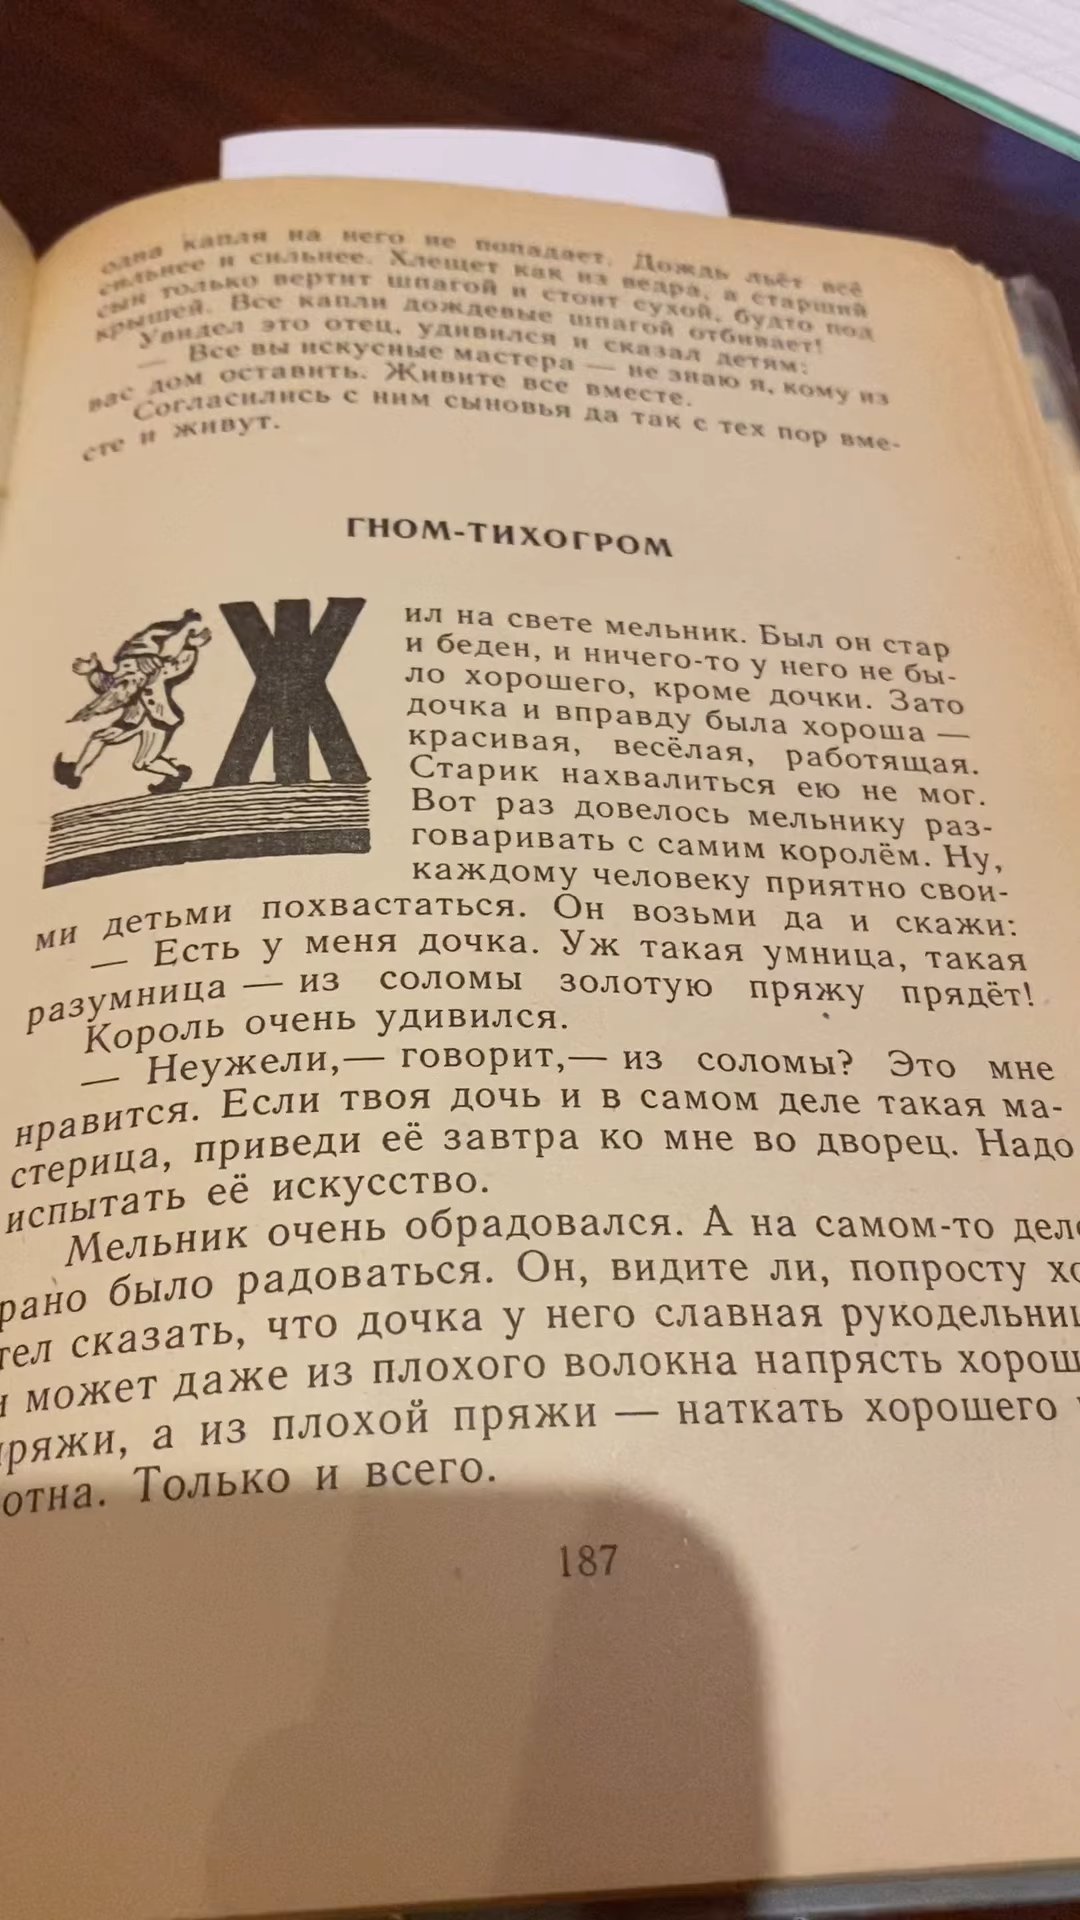 одна капля на него не попадает. Дождь льёт всё
сильнее и сильнее. Хлещет как из ведра, а старший
сын только вертит шпагой и стоит сухой, будто под
крышей. Все капли дождевые шпагой отбивает!
Увидел это отец, удивился и сказал детям:
— Все вы искусные мастера — не знаю я, кому из
вас дом оставить. Живите все вместе.
Согласились с ним сыновья да так с тех пор вме-
сте и живут.
ГНОМ-ТИХОГРОМ
Жил на свете мельник. Был он стар
и беден, и ничего-то у него не бы-
ло хорошего, кроме дочки. Зато
дочка и вправду была хороша —
красивая, весёлая, работящая.
Старик нахвалиться ею не мог.
Вот раз довелось мельнику раз-
говаривать с самим королём. Ну,
каждому человеку приятно свои-
ми детьми похвастаться. Он возьми да и скажи:
— Есть у меня дочка. Уж такая умница, такая
разумница — из соломы золотую пряжу прядёт!
Король очень удивился.
— Неужели,— говорит,— из соломы? Это мне
нравится. Если твоя дочь и в самом деле такая ма-
стерица, приведи её завтра ко мне во дворец. Надо
испытать её искусство.
Мельник очень обрадовался. А на самом-то деле
рано было радоваться. Он, видите ли, попросту хо
тел сказать, что дочка у него славная рукодельниц
и может даже из плохого волокна напрясть хорош
пряжи, а из плохой пряжи — наткать хорошего
отна. Только и всего.
187